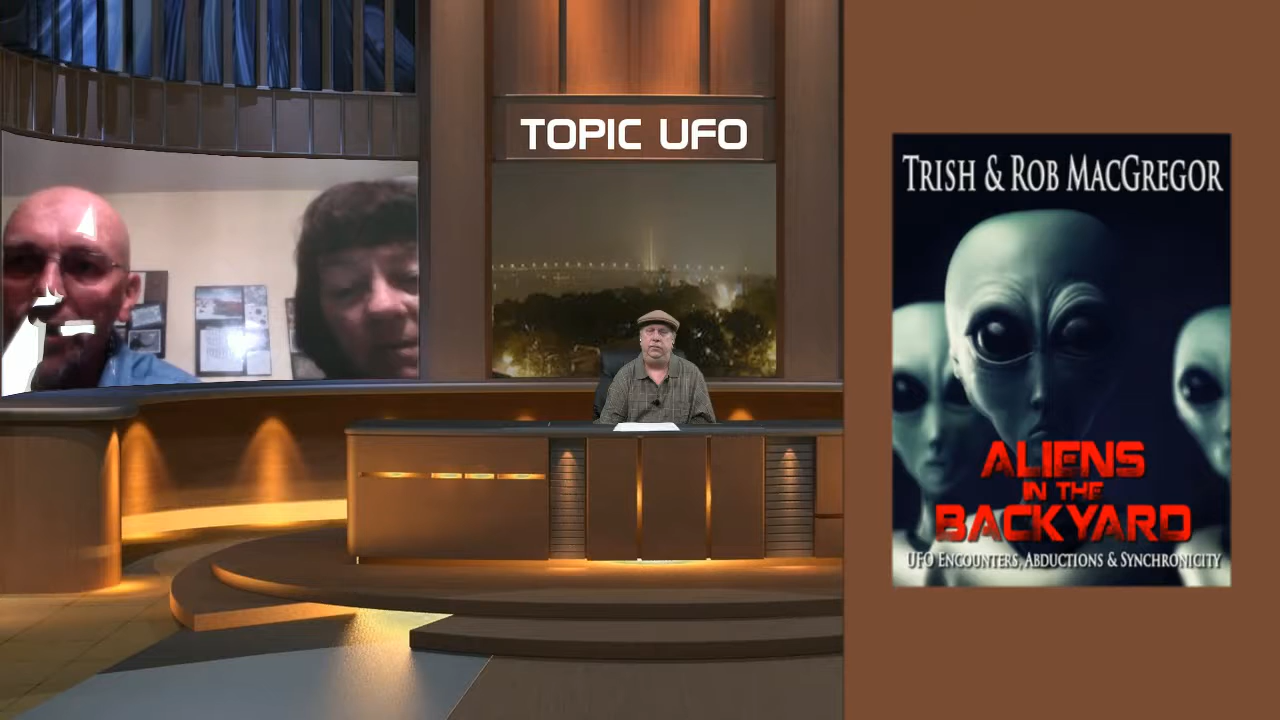 TOPIC UFO
TRISH & ROB MACGREGOR
ALIENS
IN THE
BACKYARD
UFO ENCOUNTERS, ABDUCTIONS & SYNCHRONICITY